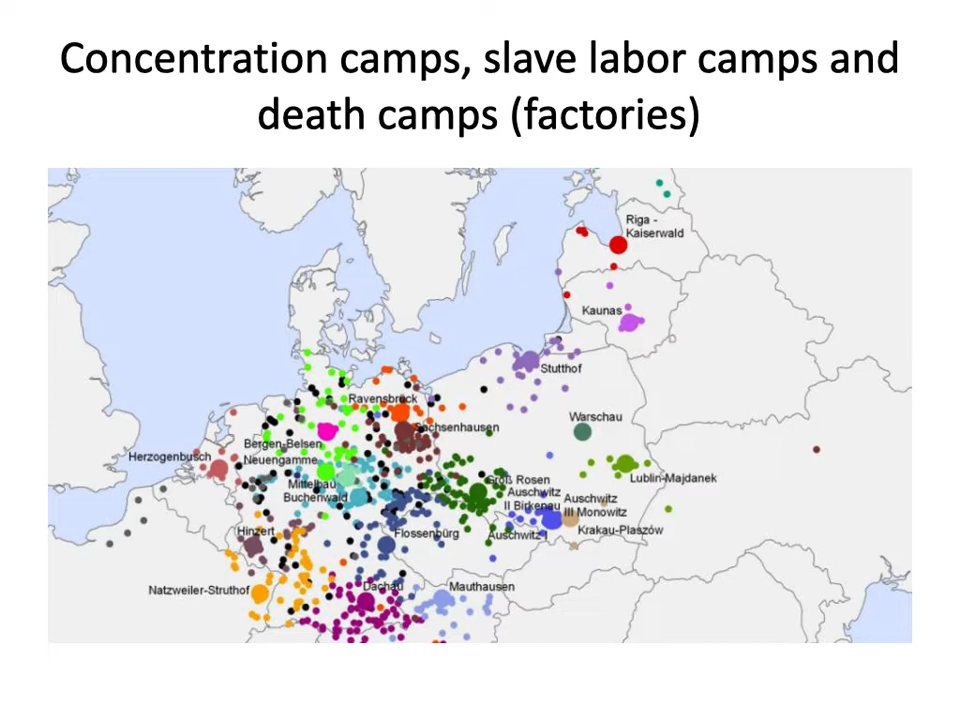 Concentration camps, slave labor camps and
death camps (factories)
Riga -
Kaiserwald
Kaunas
Stutthof
Ravensbrück
Warschau
Sachsenhausen
Bergen-Belsen
Herzogenbusch
Neuengamme
Lublin-Majdanek
Mittelbau
Groß Rosen
Buchenwald
Auschwitz
II Birkenau
Auschwitz
III Monowitz
Hinzert
Flossenbürg
Auschwitz I
Krakau-Plaszów
Natzweiler-Struthof
Dachau
Mauthausen